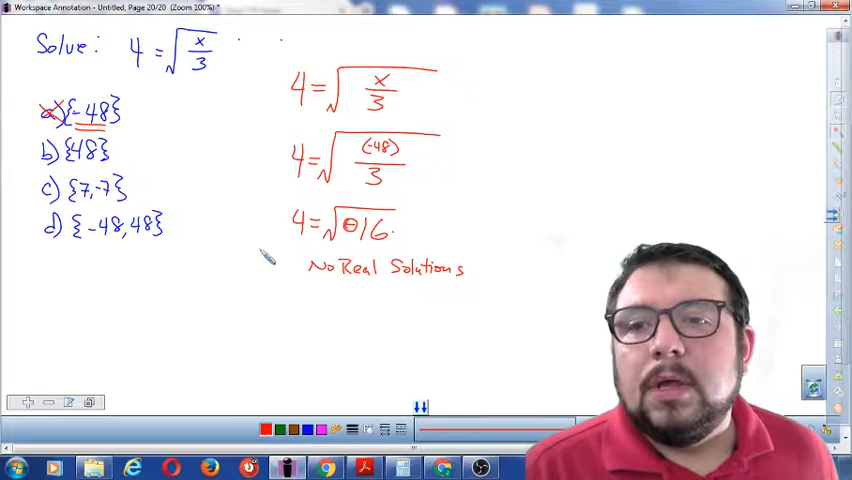 Workspace Annotation - Untitled, Page 20/20 (Zoom 100%) *
Solve: 4 = √(x/3)
a) {-48}
b) {48}
c) {7,-7}
d) {-48,48}
4 = √(x/3)
4 = √((-48)/3)
4 = √-16.
No Real Solutions